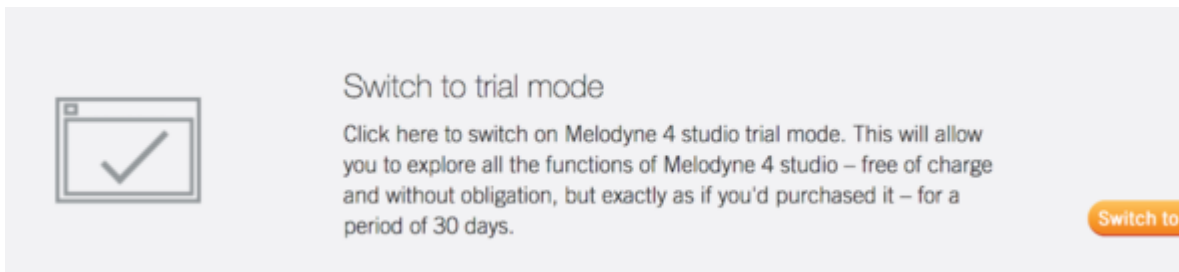 Switch to trial mode
Click here to switch on Melodyne 4 studio trial mode. This will allow
you to explore all the functions of Melodyne 4 studio – free of charge
and without obligation, but exactly as if you'd purchased it – for a
period of 30 days.
Switch to